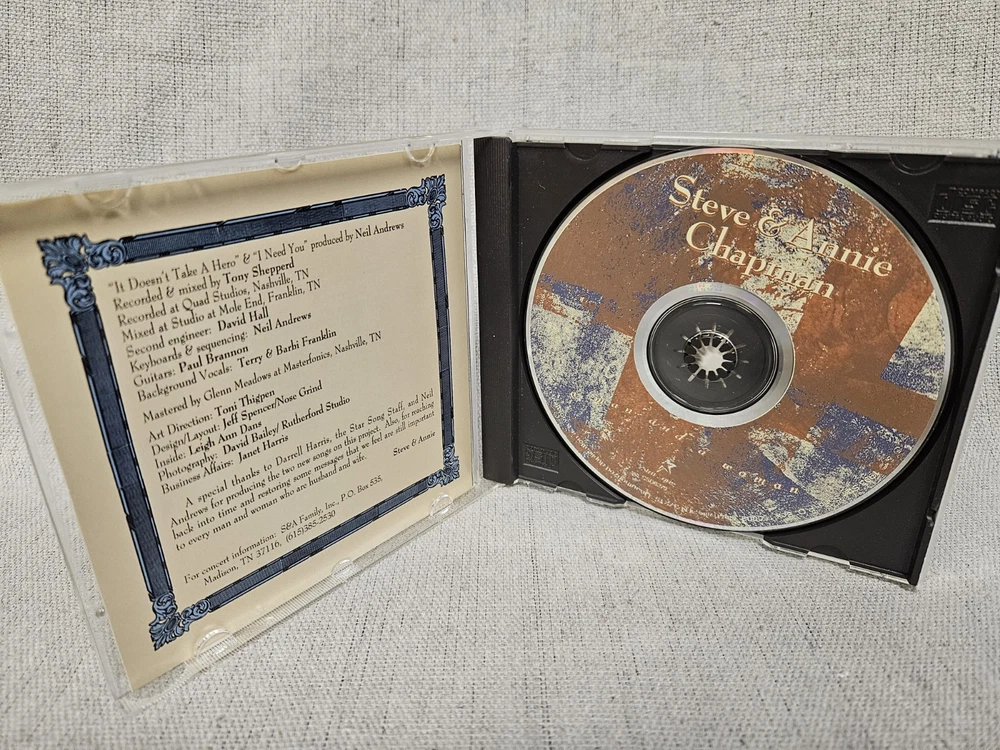 "It Doesn't Take A Hero" & "I Need You" produced by Neil Andrews
Recorded & mixed by Tony Shepperd
Recorded at Quad Studios, Nashville, TN
Mixed at Studio at Mole End, Franklin, TN
Second engineer: David Hall
Keyboards & sequencing: Neil Andrews
Guitars: Paul Brannon
Background Vocals: Terry & Barbi Franklin
Mastered by Glenn Meadows at Masterfonics, Nashville, TN
Art Direction: Toni Thigpen
Design/Layout: Jeff Spencer/Nose Grind
Inside: Leigh Ann Dans
Photography: David Bailey/Rutherford Studio
Business Affairs: Janet Harris
A special thanks to Darrell Harris, the Star Song Staff, and Neil
Andrews for producing the two new songs on this project. Also, for reaching
back into time and restoring some messages that we feel are still important
to every man and woman who are husband and wife.
Steve & Annie
For concert information: S&A Family, Inc., P.O. Box 535,
Madison, TN 37116, (615)385-2530
Steve & Annie
Chapman
woman